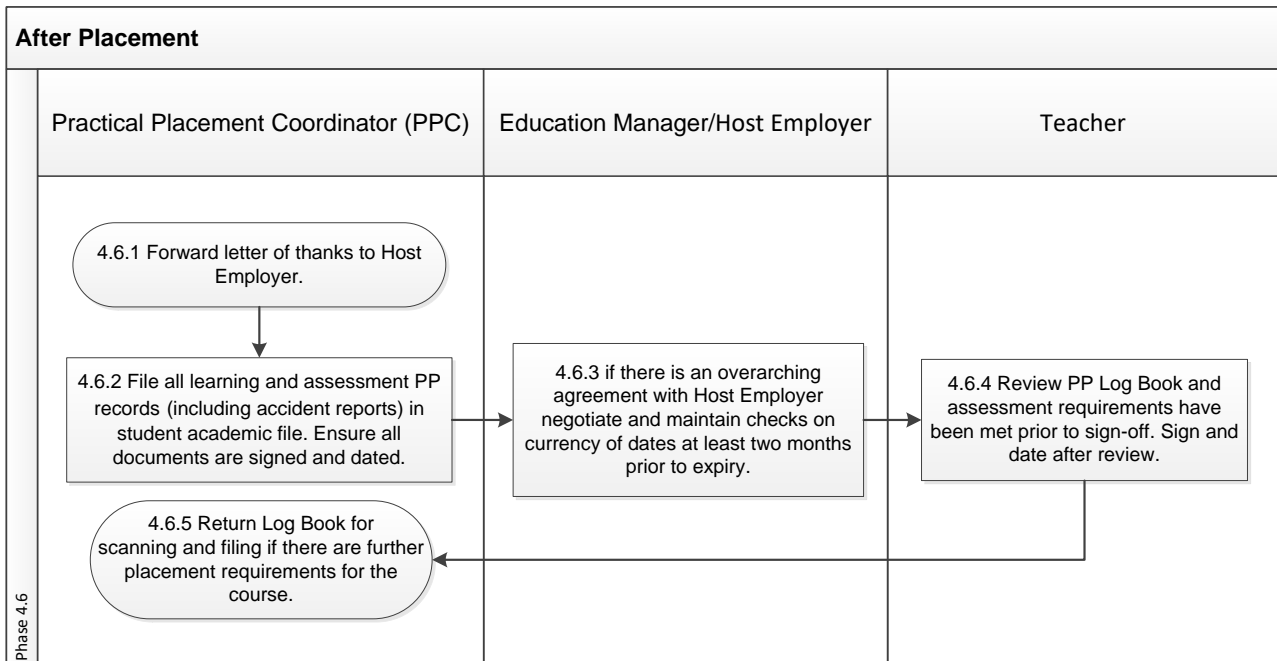 After Placement
Practical Placement Coordinator (PPC)
Education Manager/Host Employer
Teacher
4.6.1 Forward letter of thanks to Host
Employer.
4.6.2 File all learning and assessment PP
records (including accident reports) in
student academic file. Ensure all
documents are signed and dated.
4.6.3 if there is an overarching
agreement with Host Employer
negotiate and maintain checks on
currency of dates at least two months
prior to expiry.
4.6.4 Review PP Log Book and
assessment requirements have
been met prior to sign-off. Sign and
date after review.
4.6.5 Return Log Book for
scanning and filing if there are further
placement requirements for the
course.
Phase 4.6